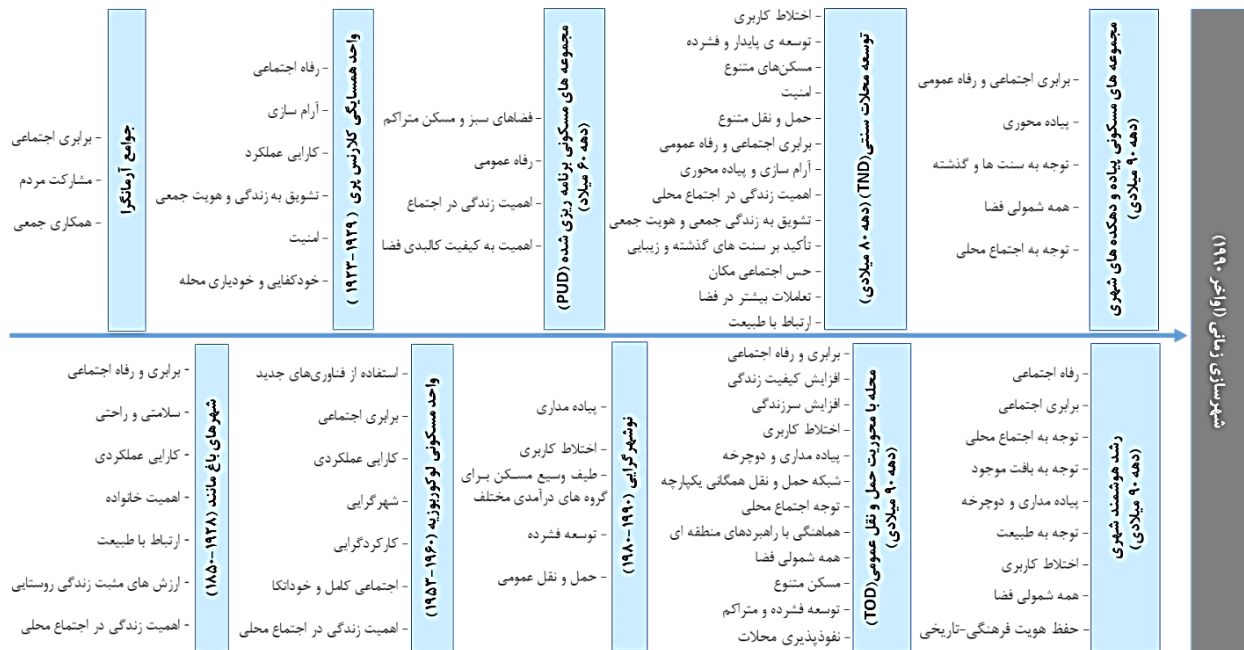 شهرسازی زمانی (اواخر ۱۹۹۰)
مجموعه های مسکونی پیاده و دهکده های شهری
(دهه ۹۰ میلادی)
- برابری اجتماعی و رفاه عمومی
- پیاده محوری
- توجه به سنت ها و گذشته
- همه شمولی فضا
- توجه به اجتماع محلی
توسعه محلات سنتی(TND) (دهه ۸۰ میلادی)
- اختلاط کاربری
- توسعه ی پایدار و فشرده
- مسکن‌های متنوع
- امنیت
- حمل و نقل متنوع
- برابری اجتماعی و رفاه عمومی
- آرام سازی و پیاده محوری
- اهمیت زندگی در اجتماع محلی
- تشویق به زندگی جمعی و هویت جمعی
- تأکید بر سنت های گذشته و زیبایی
- حس اجتماعی مکان
- تعاملات بیشتر در فضا
- ارتباط با طبیعت
مجموعه های مسکونی برنامه ریزی شده (PUD)
(دهه ۶۰ میلاد)
- فضاهای سبز و مسکن متراکم
- رفاه عمومی
- اهمیت زندگی در اجتماع
- اهمیت به کیفیت کالبدی فضا
واحد همسایگی کلارنس پری (۱۹۲۹-۱۹۲۳)
- رفاه اجتماعی
- آرام سازی
- کارایی عملکرد
- تشویق به زندگی و هویت جمعی
- امنیت
- خودکفایی و خودیاری محله
جوامع آرمانگرا
- برابری اجتماعی
- مشارکت مردم
- همکاری جمعی
رشد هوشمند شهری
(دهه ۹۰ میلادی)
- رفاه اجتماعی
- برابری اجتماعی
- توجه به اجتماع محلی
- توجه به بافت موجود
- پیاده مداری و دوچرخه
- توجه به طبیعت
- اختلاط کاربری
- همه شمولی فضا
- حفظ هویت فرهنگی-تاریخی
محله با محوریت حمل و نقل عمومی(TOD)
(دهه ۹۰ میلادی)
- برابری و رفاه اجتماعی
- افزایش کیفیت زندگی
- افزایش سرزندگی
- اختلاط کاربری
- پیاده مداری و دوچرخه
- شبکه حمل و نقل همگانی یکپارچه
- توجه اجتماع محلی
- هماهنگی با راهبردهای منطقه ای
- همه شمولی فضا
- مسکن متنوع
- توسعه فشرده و متراکم
- نفوذپذیری محلات
نوشهرگرایی (۱۹۹۰-۱۹۸۰)
- پیاده مداری
- اختلاط کاربری
- طیف وسیع مسکن برای
گروه های درآمدی مختلف
- توسعه فشرده
- حمل و نقل عمومی
واحد مسکونی لوکوربوزیه (۱۹۶۰-۱۹۵۳)
- استفاده از فناوری‌های جدید
- برابری اجتماعی
- کارایی عملکردی
- شهرگرایی
- کارکردگرایی
- اجتماعی کامل و خوداتکا
- اهمیت زندگی در اجتماع محلی
شهرهای باغ مانند (۱۹۲۸-۱۸۵۰)
- برابری و رفاه اجتماعی
- سلامتی و راحتی
- کارایی عملکردی
- اهمیت خانواده
- ارتباط با طبیعت
- ارزش های مثبت زندگی روستایی
- اهمیت زندگی در اجتماع محلی